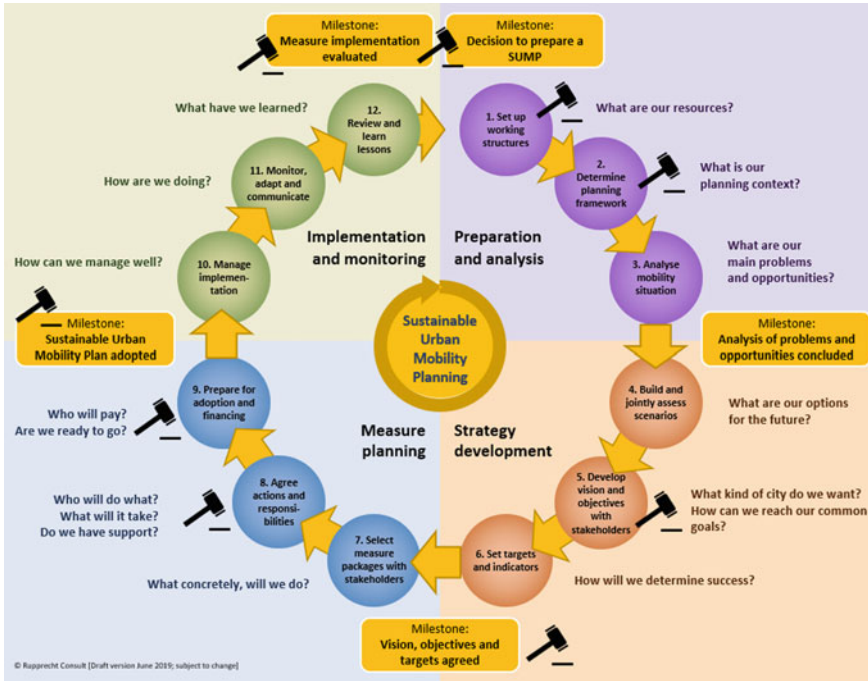 Milestone:
Measure implementation
evaluated
Milestone:
Decision to prepare a
SUMP
What have we learned?
12.
Review and
learn
lessons
1. Set up
working
structures
What are our resources?
How are we doing?
11. Monitor,
adapt and
communicate
2.
Determine
planning
framework
What is our
planning context?
Implementation
and monitoring
Preparation
and analysis
How can we manage well?
10. Manage
implemen-
tation
3. Analyse
mobility
situation
What are our
main problems
and opportunities?
Milestone:
Sustainable Urban
Mobility Plan adopted
Sustainable
Urban
Mobility
Planning
Milestone:
Analysis of problems and
opportunities concluded
Who will pay?
Are we ready to go?
9. Prepare for
adoption and
financing
4. Build and
jointly assess
scenarios
What are our options
for the future?
Measure
planning
Strategy
development
Who will do what?
What will it take?
Do we have support?
8. Agree
actions and
responsi-
bilities
5. Develop
vision and
objectives
with
stakeholders
What kind of city do we want?
How can we reach our common
goals?
What concretely, will we do?
7. Select
measure
packages with
stakeholders
6. Set targets
and indicators
How will we determine success?
Milestone:
Vision, objectives and
targets agreed
© Rupprecht Consult [Draft version June 2019; subject to change]